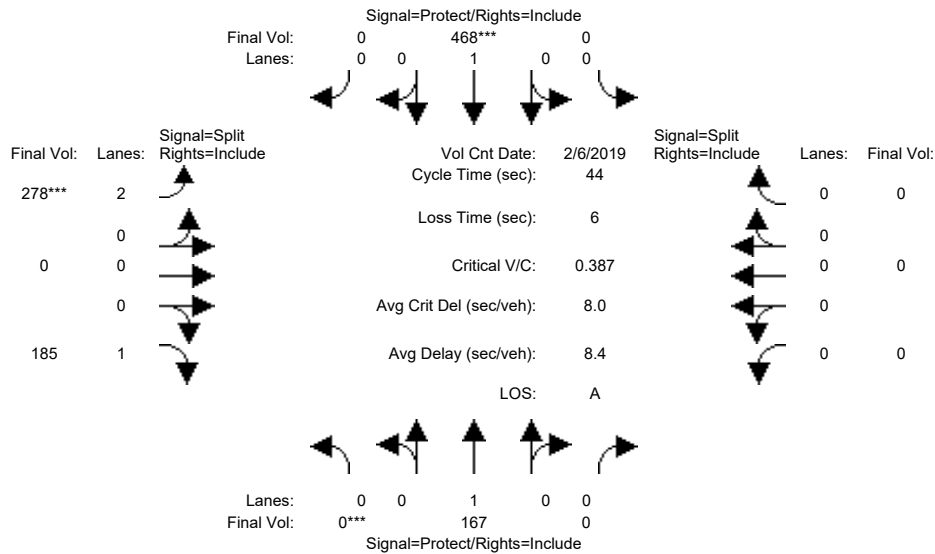 Signal=Protect/Rights=Include
Final Vol: 0 468*** 0
Lanes: 0 0 1 0 0
Signal=Split Signal=Split
Final Vol: Lanes: Rights=Include Vol Cnt Date: 2/6/2019 Rights=Include Lanes: Final Vol:
Cycle Time (sec): 44
278*** 2 0 0
Loss Time (sec): 6
0 0
0 0 Critical V/C: 0.387 0 0
0 Avg Crit Del (sec/veh): 8.0 0
185 1 Avg Delay (sec/veh): 8.4 0 0
LOS: A
Lanes: 0 0 1 0 0
Final Vol: 0*** 167 0
Signal=Protect/Rights=Include